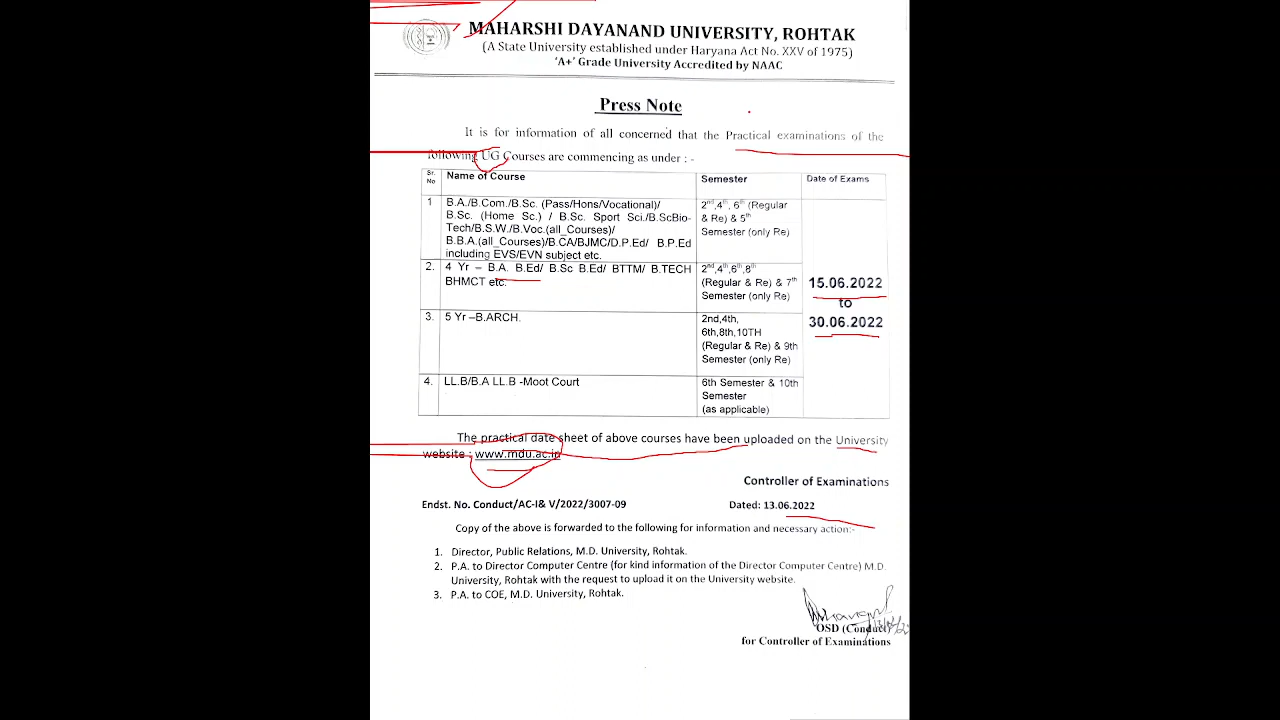 MAHARSHI DAYANAND UNIVERSITY, ROHTAK
(A State University established under Haryana Act No. XXV of 1975)
'A+' Grade University Accredited by NAAC
Press Note
It is for information of all concerned that the Practical examinations of the
following UG Courses are commencing as under : -
Sr. No
Name of Course
Semester
Date of Exams
1
B.A./B.Com./B.Sc. (Pass/Hons/Vocational)/
B.Sc. (Home Sc.) / B.Sc. Sport Sci./B.ScBio-
Tech/B.S.W./B.Voc.(all_Courses)/
B.B.A.(all_Courses)/B.CA/BJMC/D.P.Ed/ B.P.Ed
including EVS/EVN subject etc.
2nd,4th, 6th (Regular
& Re) & 5th
Semester (only Re)
2.
4 Yr – B.A. B.Ed/ B.Sc B.Ed/ BTTM/ B.TECH
BHMCT etc.
2nd,4th,6th,8th
(Regular & Re) & 7th
Semester (only Re)
15.06.2022
to
30.06.2022
3.
5 Yr –B.ARCH.
2nd,4th,
6th,8th,10TH
(Regular & Re) & 9th
Semester (only Re)
4.
LL.B/B.A LL.B -Moot Court
6th Semester & 10th
Semester
(as applicable)
The practical date sheet of above courses have been uploaded on the University
website : www.mdu.ac.in
Controller of Examinations
Endst. No. Conduct/AC-I& V/2022/3007-09
Dated: 13.06.2022
Copy of the above is forwarded to the following for information and necessary action:-
1. Director, Public Relations, M.D. University, Rohtak.
2. P.A. to Director Computer Centre (for kind information of the Director Computer Centre) M.D.
University, Rohtak with the request to upload it on the University website.
3. P.A. to COE, M.D. University, Rohtak.
OSD (Conduct)
for Controller of Examinations